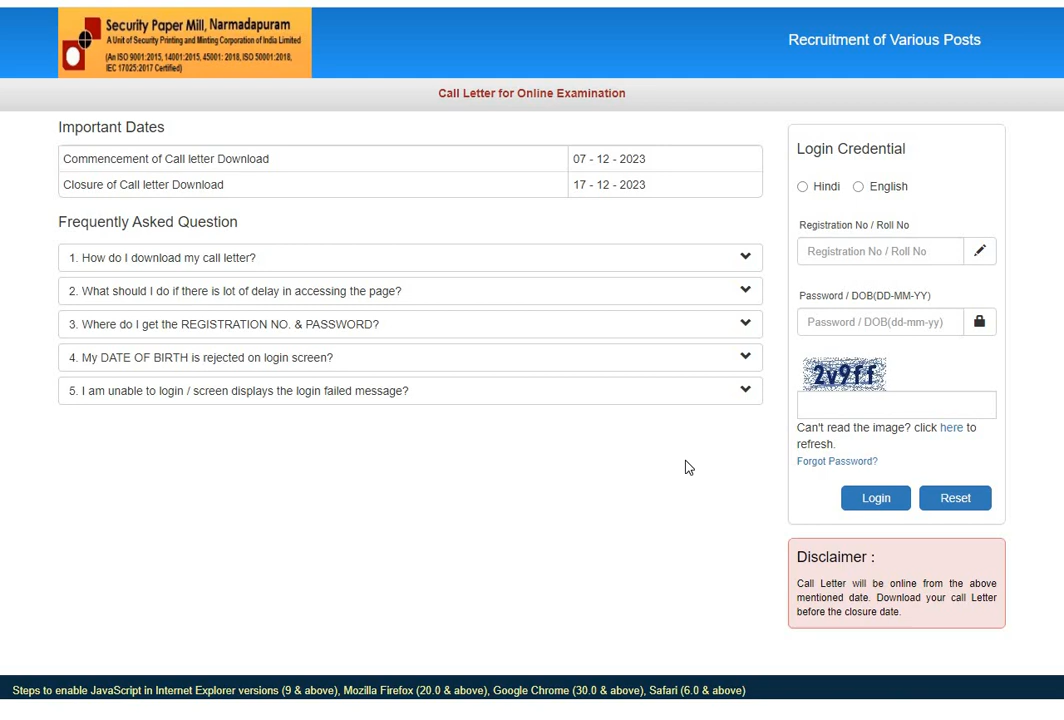 Security Paper Mill, Narmadapuram
A Unit of Security Printing and Minting Corporation of India Limited
(An ISO 9001:2015, 14001:2015, 45001: 2018, ISO 50001:2018,
IEC 17025:2017 Certified)
Recruitment of Various Posts
Call Letter for Online Examination
Important Dates
Commencement of Call letter Download 07 - 12 - 2023
Closure of Call letter Download 17 - 12 - 2023
Frequently Asked Question
1. How do I download my call letter?
2. What should I do if there is lot of delay in accessing the page?
3. Where do I get the REGISTRATION NO. & PASSWORD?
4. My DATE OF BIRTH is rejected on login screen?
5. I am unable to login / screen displays the login failed message?
Login Credential
Hindi English
Registration No / Roll No
Registration No / Roll No
Password / DOB(DD-MM-YY)
Password / DOB(dd-mm-yy)
2v9ff
Can't read the image? click here to
refresh.
Forgot Password?
Login Reset
Disclaimer :
Call Letter will be online from the above
mentioned date. Download your call Letter
before the closure date.
Steps to enable JavaScript in Internet Explorer versions (9 & above), Mozilla Firefox (20.0 & above), Google Chrome (30.0 & above), Safari (6.0 & above)